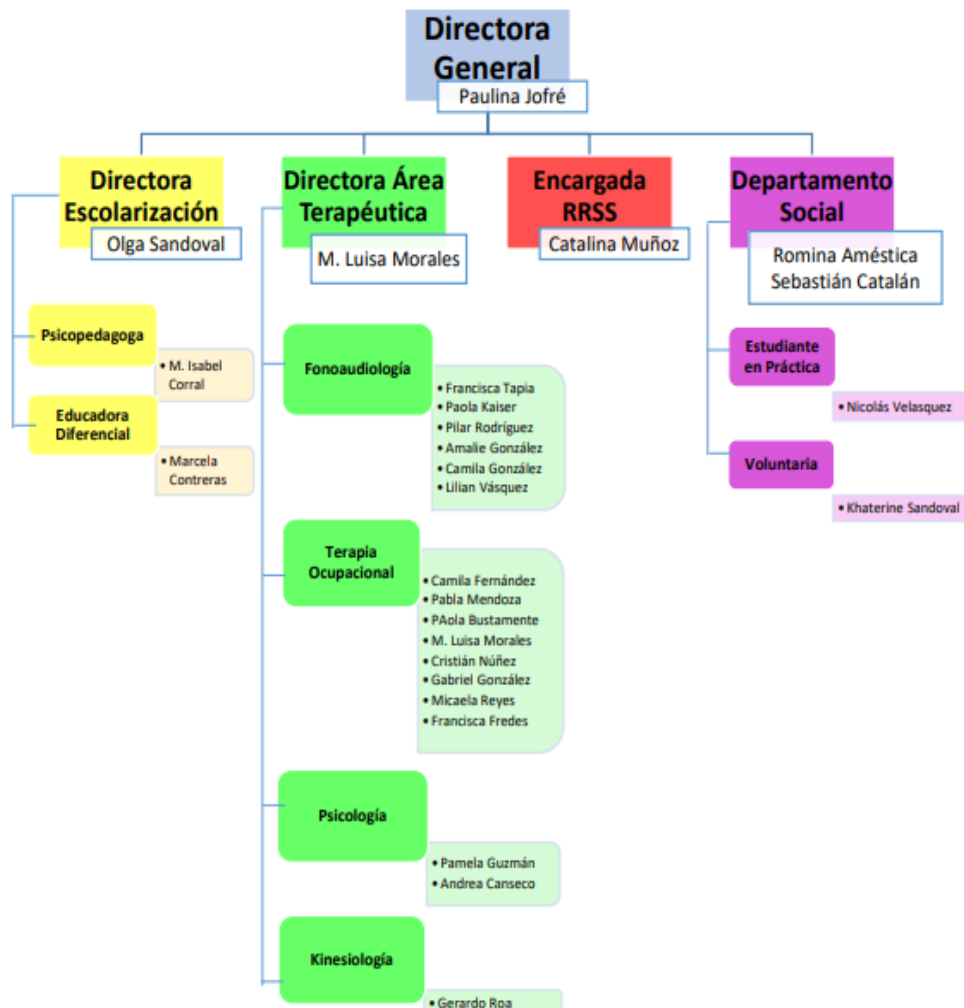 Directora
General
Paulina Jofré
Directora
Escolarización
Olga Sandoval
Psicopedagoga
• M. Isabel
Corral
Educadora
Diferencial
• Marcela
Contreras
Directora Área
Terapéutica
M. Luisa Morales
Fonoaudiología
• Francisca Tapia
• Paola Kaiser
• Pilar Rodríguez
• Amalie González
• Camila González
• Lilian Vásquez
Terapia
Ocupacional
• Camila Fernández
• Pabla Mendoza
• PAola Bustamente
• M. Luisa Morales
• Cristián Núñez
• Gabriel González
• Micaela Reyes
• Francisca Fredes
Psicología
• Pamela Guzmán
• Andrea Canseco
Kinesiología
• Gerardo Roa
Encargada
RRSS
Catalina Muñoz
Departamento
Social
Romina Améstica
Sebastián Catalán
Estudiante
en Práctica
• Nicolás Velasquez
Voluntaria
• Khaterine Sandoval